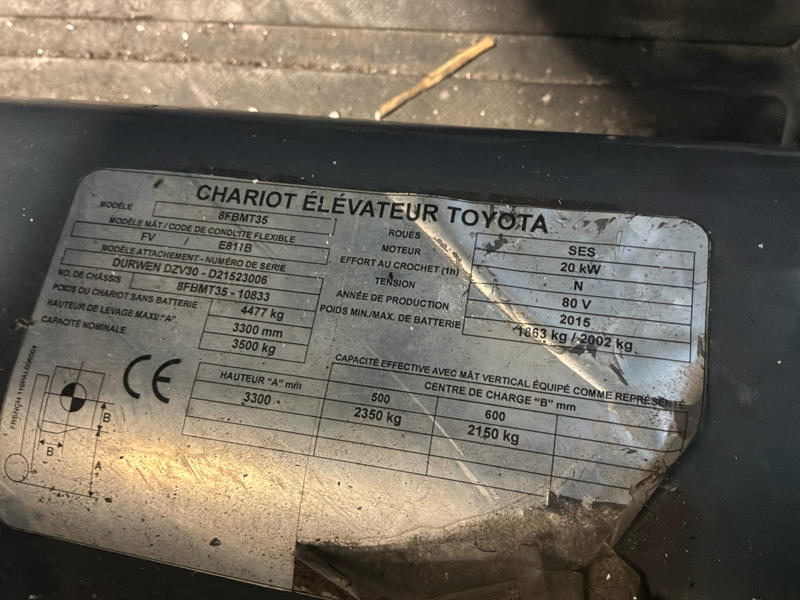 CHARIOT ÉLÉVATEUR TOYOTA
MODÈLE 8FBMT35
MODÈLE MÂT / CODE DE CONDUITE FLEXIBLE
FV / E811B
MODÈLE ATTACHEMENT - NUMÉRO DE SERIE
DURWEN DZV30 - D21523006
NO. DE CHÂSSIS 8FBMT35 - 10833
POIDS DU CHARIOT SANS BATTERIE 4477 kg
HAUTEUR DE LEVAGE MAXI/ "A" 3300 mm
CAPACITÉ NOMINALE 3500 kg
ROUES SES
MOTEUR 20 kW
EFFORT AU CROCHET (1h) N
TENSION 80 V
ANNÉE DE PRODUCTION 2015
POIDS MIN./MAX. DE BATTERIE 1863 kg / 2002 kg
CE
CAPACITÉ EFFECTIVE AVEC MÂT VERTICAL ÉQUIPÉ COMME REPRÉSENTÉ
HAUTEUR "A" mm CENTRE DE CHARGE "B" mm
500 600
3300 2350 kg 2150 kg
B
B
A